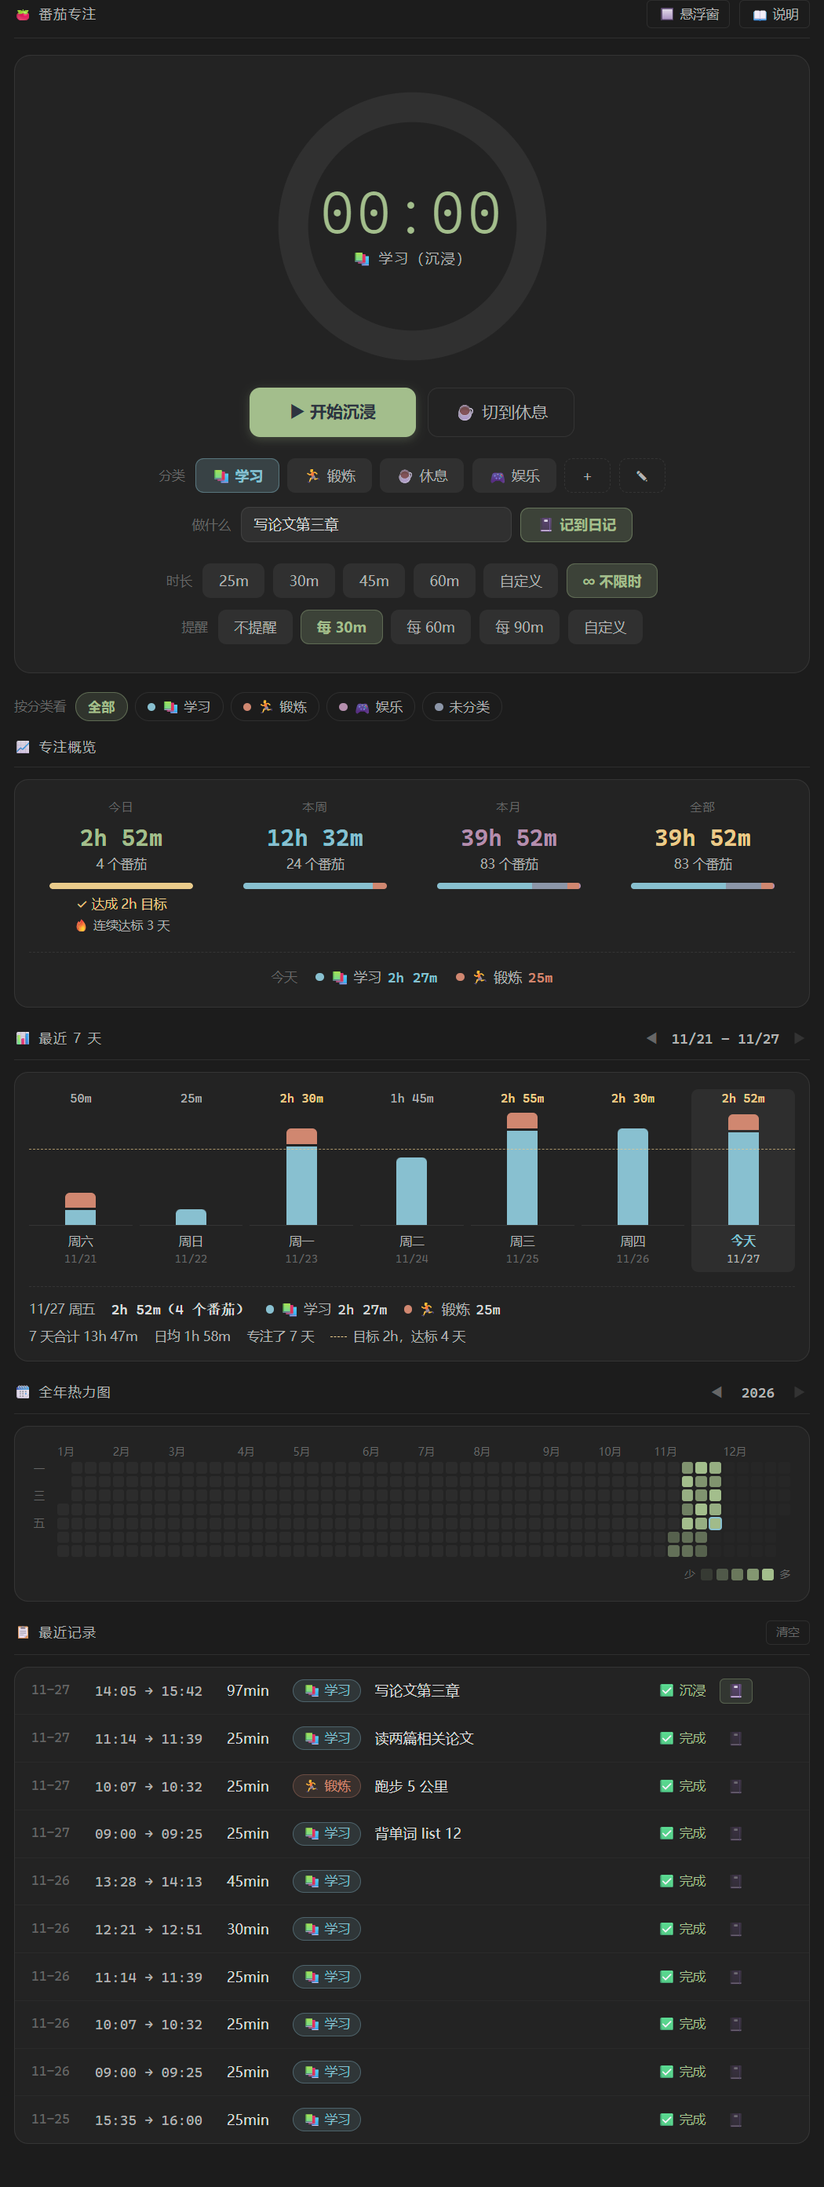 番茄专注 悬浮窗 说明
00:00
学习（沉浸）
▶ 开始沉浸 切到休息
分类 学习 锻炼 休息 娱乐 +
做什么 写论文第三章 记到日记
时长 25m 30m 45m 60m 自定义 ∞ 不限时
提醒 不提醒 每 30m 每 60m 每 90m 自定义
按分类看 全部 学习 锻炼 娱乐 未分类
专注概览
今日 本周 本月 全部
2h 52m 12h 32m 39h 52m 39h 52m
4 个番茄 24 个番茄 83 个番茄 83 个番茄
✓ 达成 2h 目标
连续达标 3 天
今天 学习 2h 27m 锻炼 25m
最近 7 天 ◀ 11/21 – 11/27 ▶
50m 25m 2h 30m 1h 45m 2h 55m 2h 30m 2h 52m
周六 周日 周一 周二 周三 周四 今天
11/21 11/22 11/23 11/24 11/25 11/26 11/27
11/27 周五 2h 52m（4 个番茄） 学习 2h 27m 锻炼 25m
7 天合计 13h 47m 日均 1h 58m 专注了 7 天 ---- 目标 2h，达标 4 天
全年热力图 ◀ 2026 ▶
1月 2月 3月 4月 5月 6月 7月 8月 9月 10月 11月 12月
一
三
五
少 多
最近记录 清空
11-27 14:05 → 15:42 97min 学习 写论文第三章 沉浸
11-27 11:14 → 11:39 25min 学习 读两篇相关论文 完成
11-27 10:07 → 10:32 25min 锻炼 跑步 5 公里 完成
11-27 09:00 → 09:25 25min 学习 背单词 list 12 完成
11-26 13:28 → 14:13 45min 学习 完成
11-26 12:21 → 12:51 30min 学习 完成
11-26 11:14 → 11:39 25min 学习 完成
11-26 10:07 → 10:32 25min 学习 完成
11-26 09:00 → 09:25 25min 学习 完成
11-25 15:35 → 16:00 25min 学习 完成